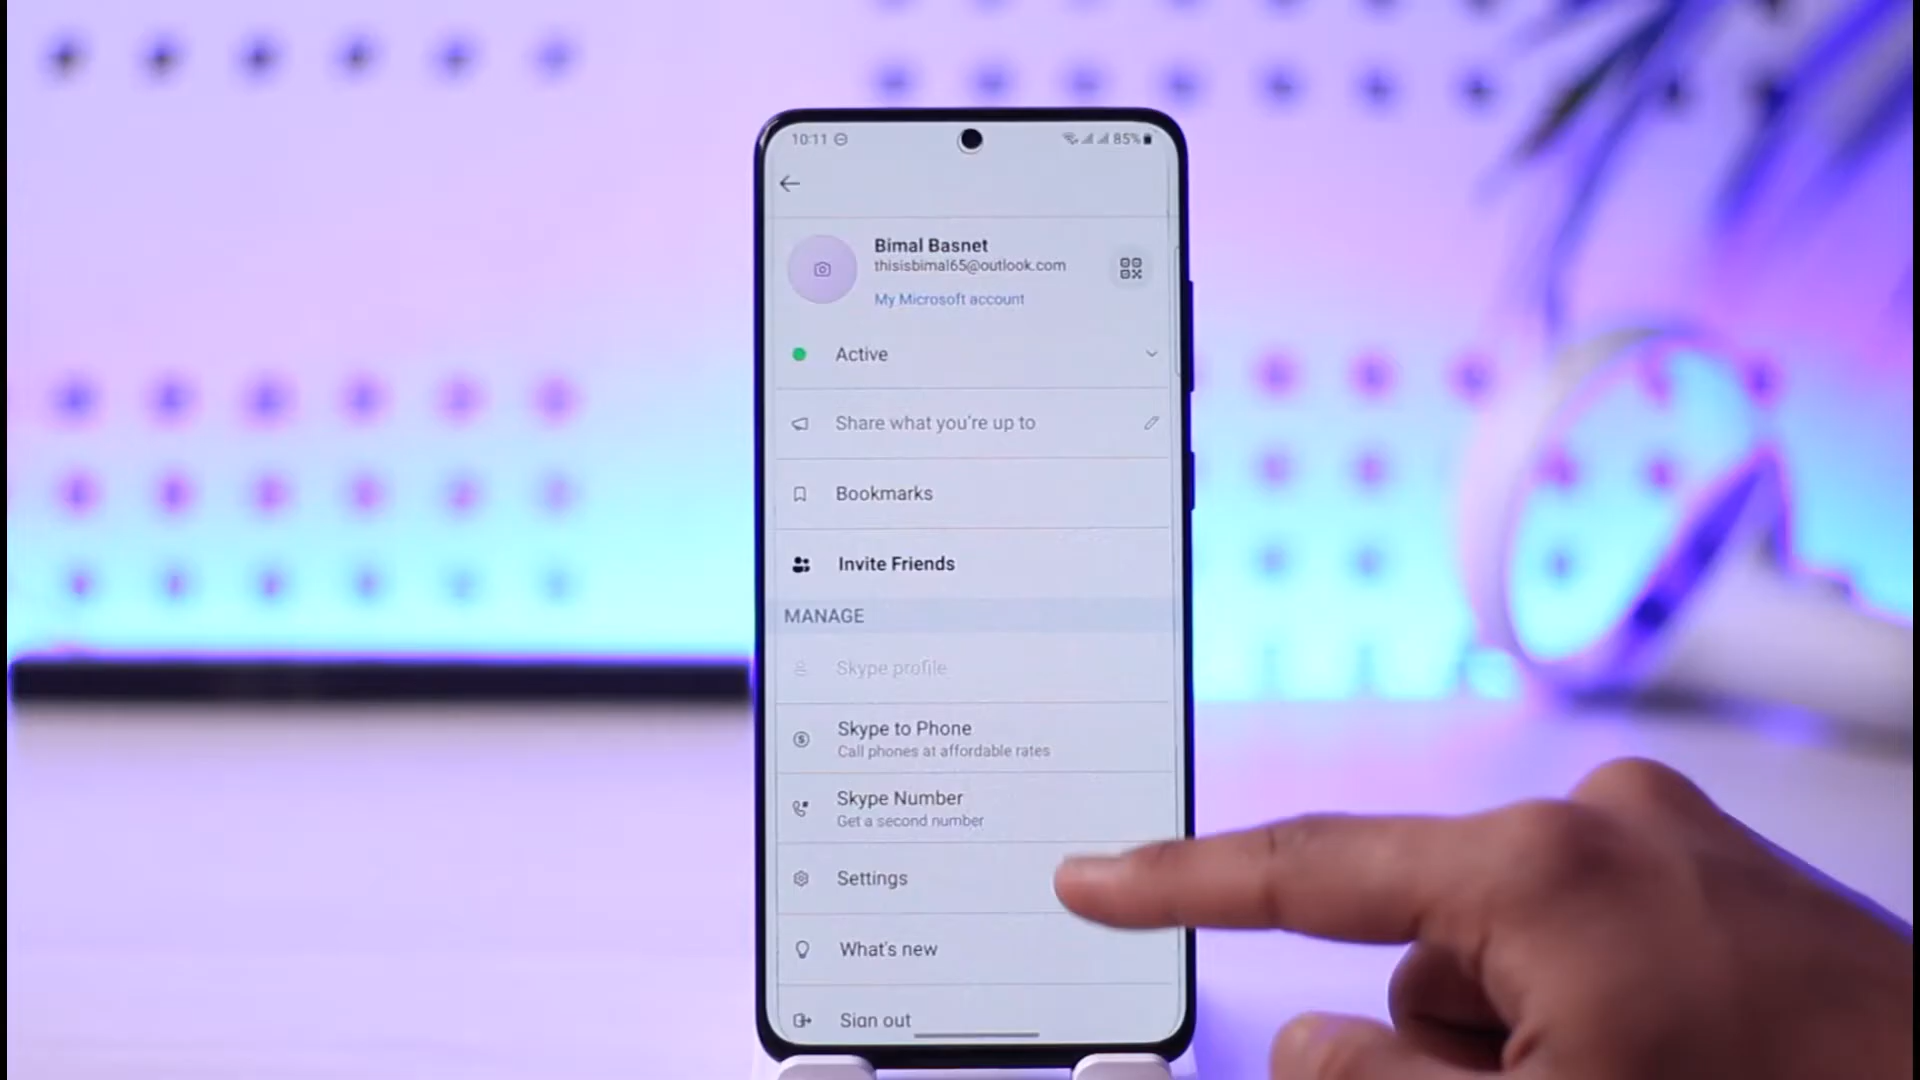 10:11
85%
Bimal Basnet
thisisbimal65@outlook.com
My Microsoft account
Active
Share what you're up to
Bookmarks
Invite Friends
MANAGE
Skype profile
Skype to Phone
Call phones at affordable rates
Skype Number
Get a second number
Settings
What's new
Sign out